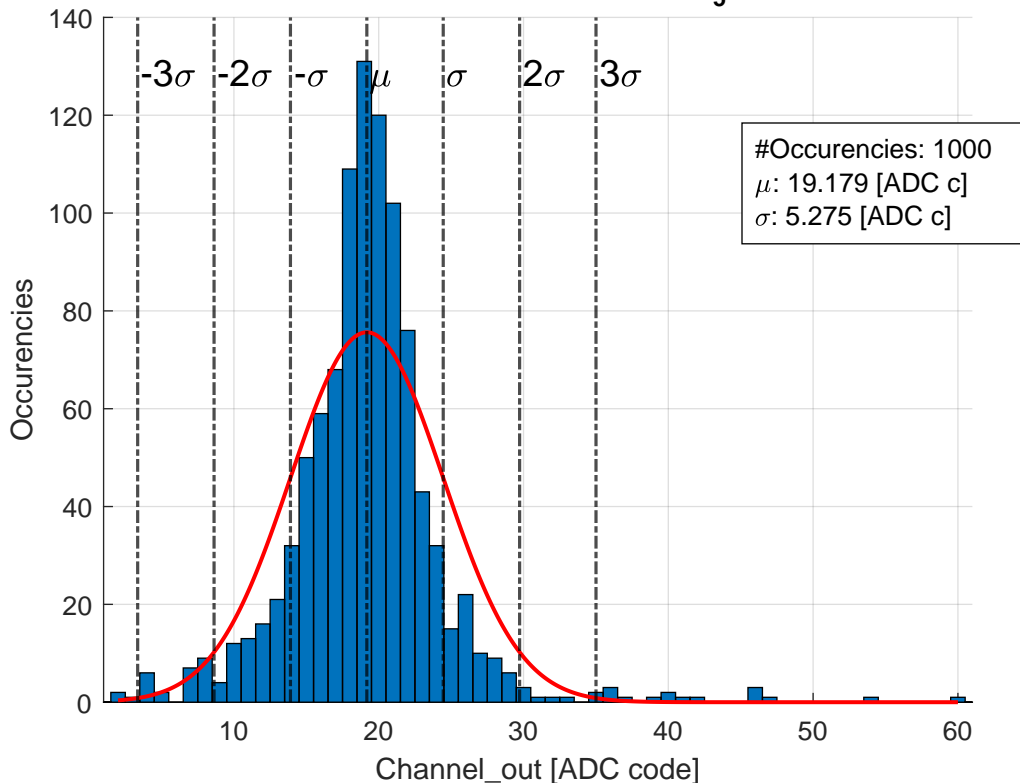 140
120
100
80
60
40
20
0
-3σ -2σ -σ μ σ 2σ 3σ
#Occurencies: 1000
μ: 19.179 [ADC c]
σ: 5.275 [ADC c]
Occurencies
10 20 30 40 50 60
Channel_out [ADC code]